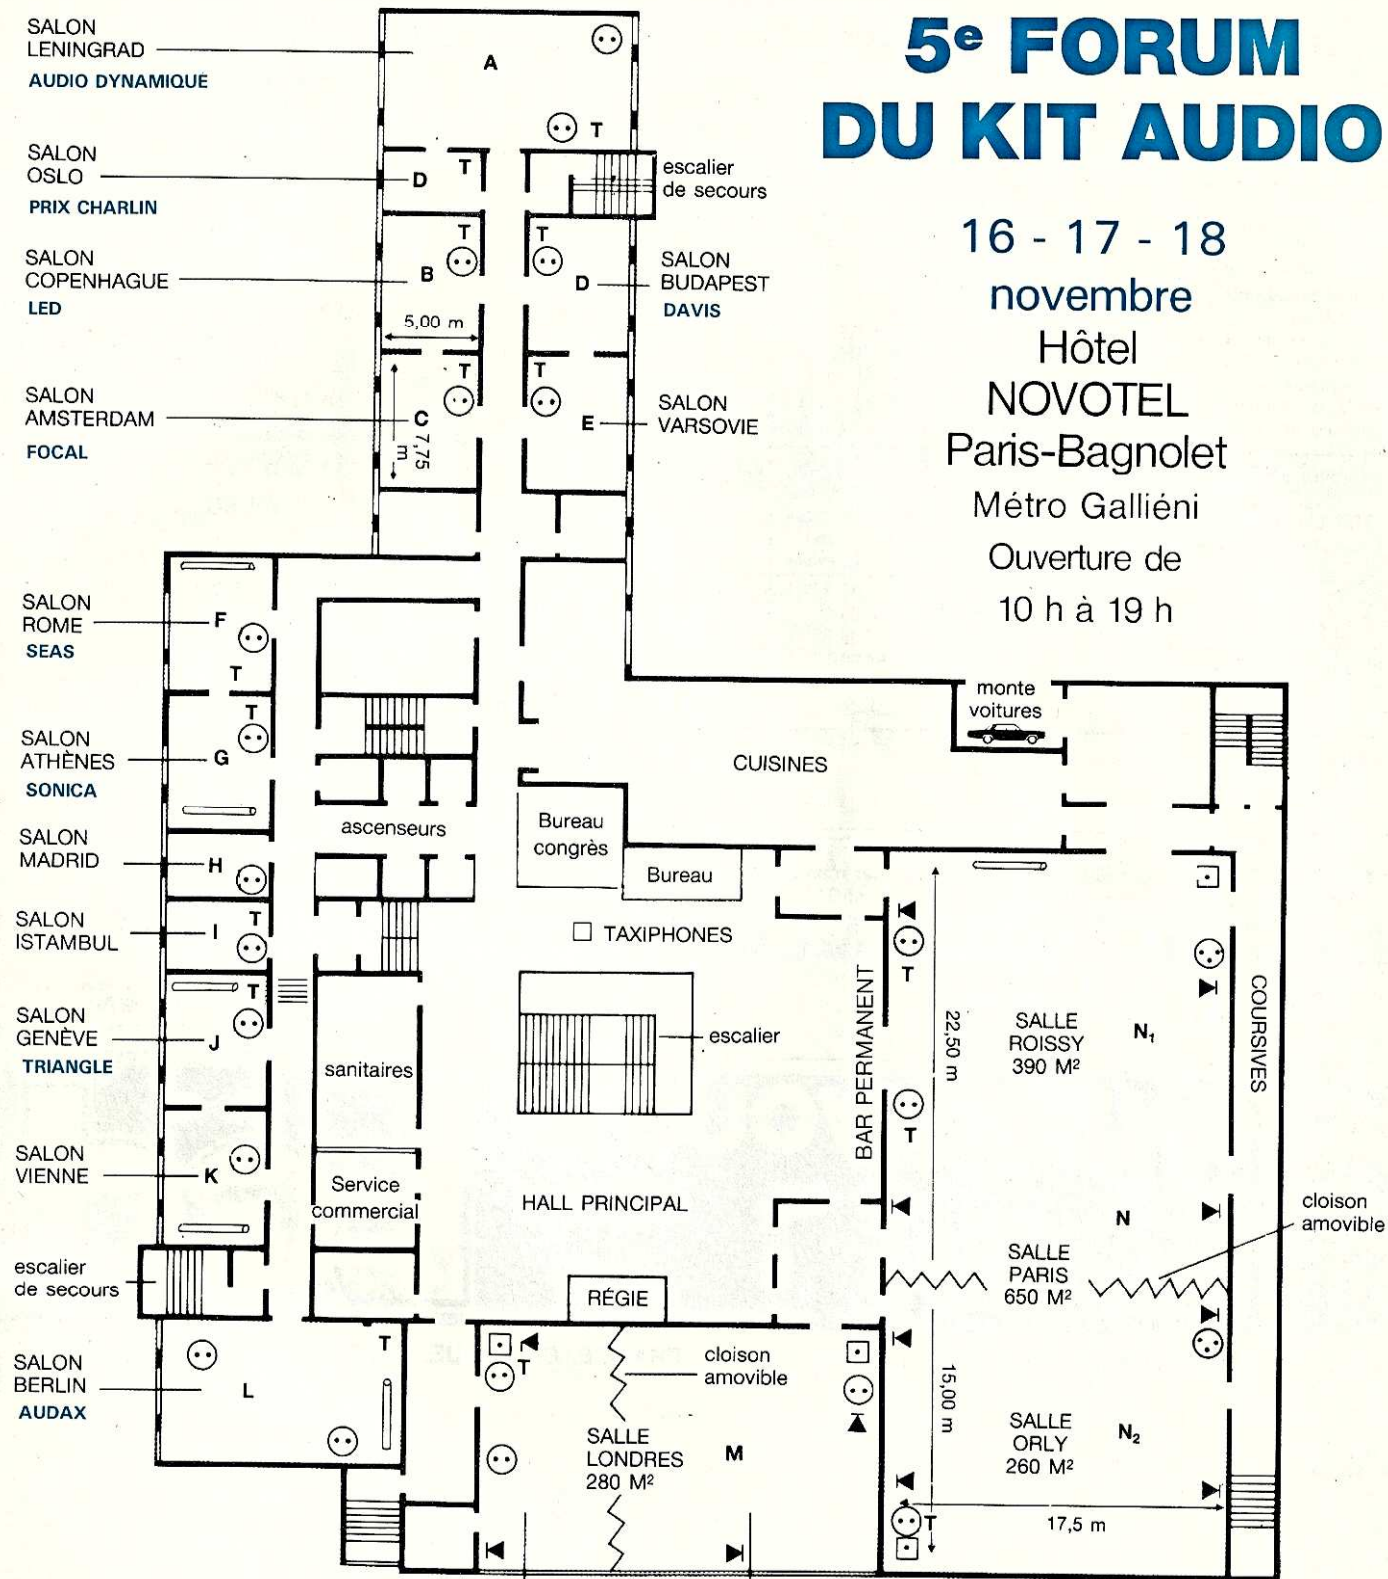 5e FORUM
DU KIT AUDIO
16 - 17 - 18
novembre
Hôtel
NOVOTEL
Paris-Bagnolet
Métro Galliéni
Ouverture de
10 h à 19 h
SALON
LENINGRAD
AUDIO DYNAMIQUE
A
T
SALON
OSLO
PRIX CHARLIN
D
T
escalier
de secours
SALON
COPENHAGUE
LED
B
T
5,00 m
T
D
SALON
BUDAPEST
DAVIS
SALON
AMSTERDAM
FOCAL
C
T
7,75
m
T
E
SALON
VARSOVIE
SALON
ROME
SEAS
F
T
SALON
ATHÈNES
SONICA
G
T
SALON
MADRID
H
SALON
ISTAMBUL
I
T
SALON
GENÈVE
TRIANGLE
J
T
SALON
VIENNE
K
escalier
de secours
SALON
BERLIN
AUDAX
L
T
ascenseurs
sanitaires
Service
commercial
monte
voitures
CUISINES
Bureau
congrès
Bureau
TAXIPHONES
escalier
HALL PRINCIPAL
RÉGIE
BAR PERMANENT
T
T
22,50 m
SALLE
ROISSY
390 M²
N₁
COURSIVES
N
cloison
amovible
SALLE
PARIS
650 M²
15,00 m
SALLE
ORLY
260 M²
N₂
T
17,5 m
T
cloison
amovible
SALLE
LONDRES
280 M²
M